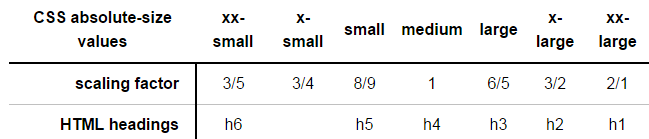 CSS absolute-size values xx-small x-small small medium large x-large xx-large
scaling factor 3/5 3/4 8/9 1 6/5 3/2 2/1
HTML headings h6 h5 h4 h3 h2 h1